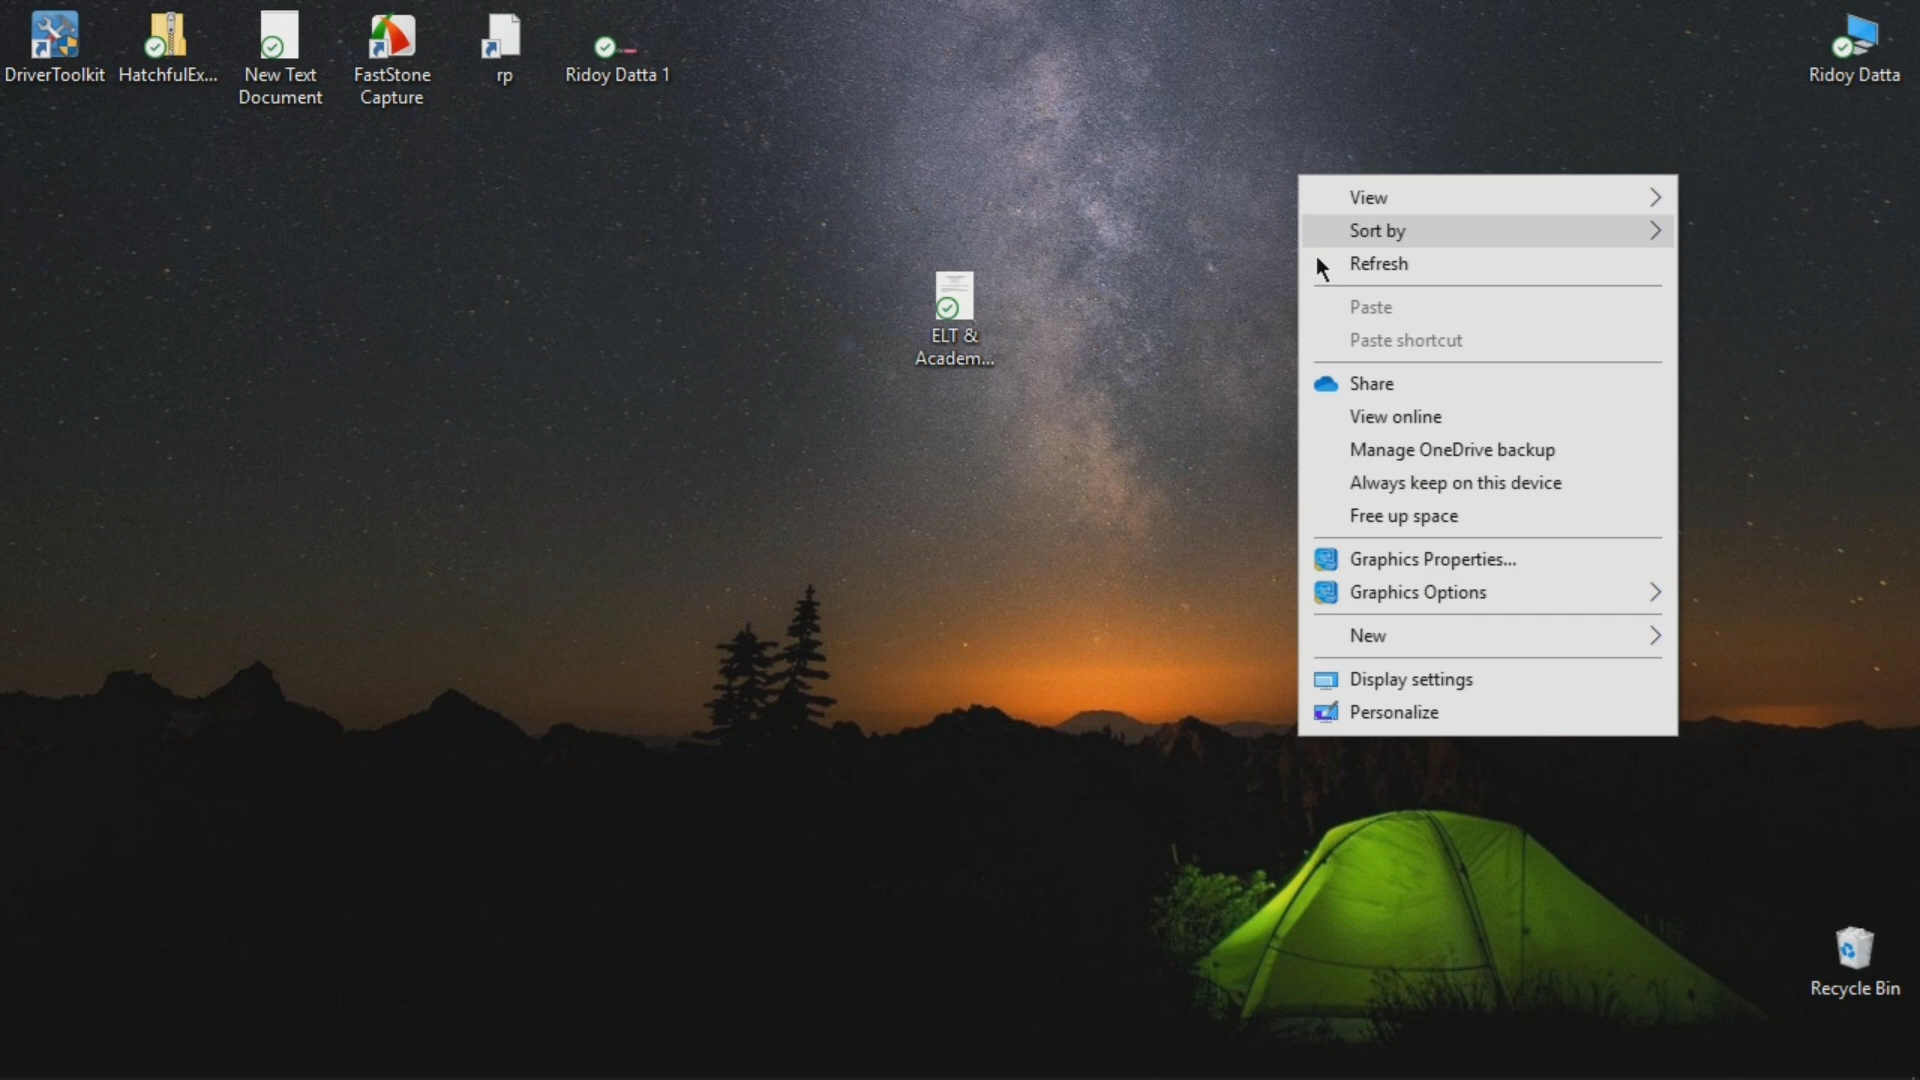 DriverToolkit
HatchfulEx...
New Text
Document
FastStone
Capture
rp
Ridoy Datta 1
Ridoy Datta
ELT &
Academ...
View
Sort by
Refresh
Paste
Paste shortcut
Share
View online
Manage OneDrive backup
Always keep on this device
Free up space
Graphics Properties...
Graphics Options
New
Display settings
Personalize
Recycle Bin